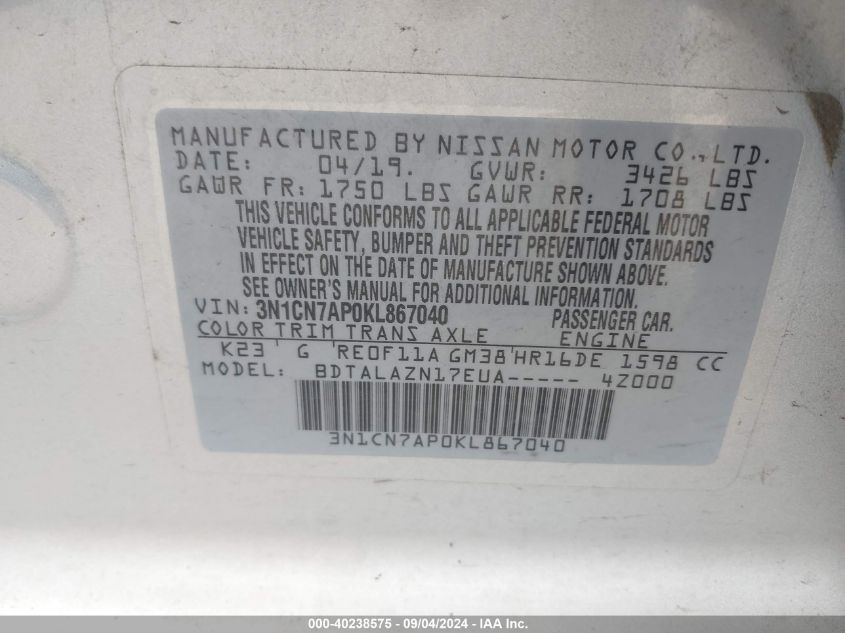 MANUFACTURED BY NISSAN MOTOR CO., LTD.
DATE: 04/19. GVWR: 3426 LBS
GAWR FR: 1750 LBS GAWR RR: 1708 LBS
THIS VEHICLE CONFORMS TO ALL APPLICABLE FEDERAL MOTOR
VEHICLE SAFETY, BUMPER AND THEFT PREVENTION STANDARDS
IN EFFECT ON THE DATE OF MANUFACTURE SHOWN ABOVE.
SEE OWNER'S MANUAL FOR ADDITIONAL INFORMATION.
VIN: 3N1CN7AP0KL867040 PASSENGER CAR.
COLOR TRIM TRANS AXLE ENGINE
K23' G 'RE0F11A GM38'HR16DE 1598 CC
MODEL: BDTALAZN17EUA----- 4Z000
3N1CN7AP0KL867040
000-40238575 - 09/04/2024 - IAA Inc.